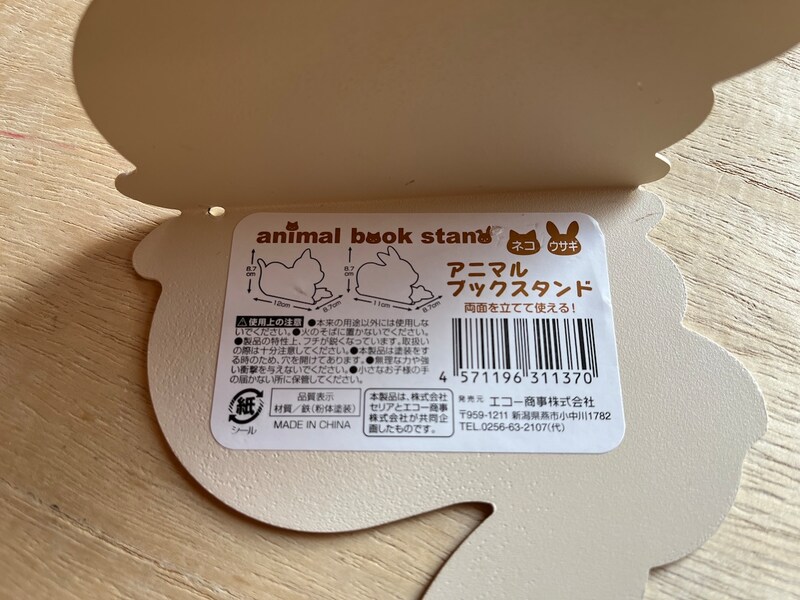 animal book stand
ネコ ウサギ
8.7cm 12cm 8.7cm
8.7cm 11cm 8.7cm
アニマル
ブックスタンド
両面を立てて使える！
⚠使用上の注意 ●本来の用途以外には使用しな
いでください。●火のそばに置かないでください。
●製品の特性上、フチが鋭くなっています。取扱い
の際は十分注意してください。●本製品は塗装をす
る時のため、穴を開けてあります。●無理な力や強
い衝撃を与えないでください。●小さなお子様の手
の届かない所に保管してください。
4 571196 311370
紙
シール
品質表示
材質／鉄（粉体塗装）
MADE IN CHINA
本製品は、株式会社
セリアとエコー商事
株式会社が共同企
画したものです。
発売元 エコー商事株式会社
〒959-1211 新潟県燕市小中川1782
TEL.0256-63-2107（代）